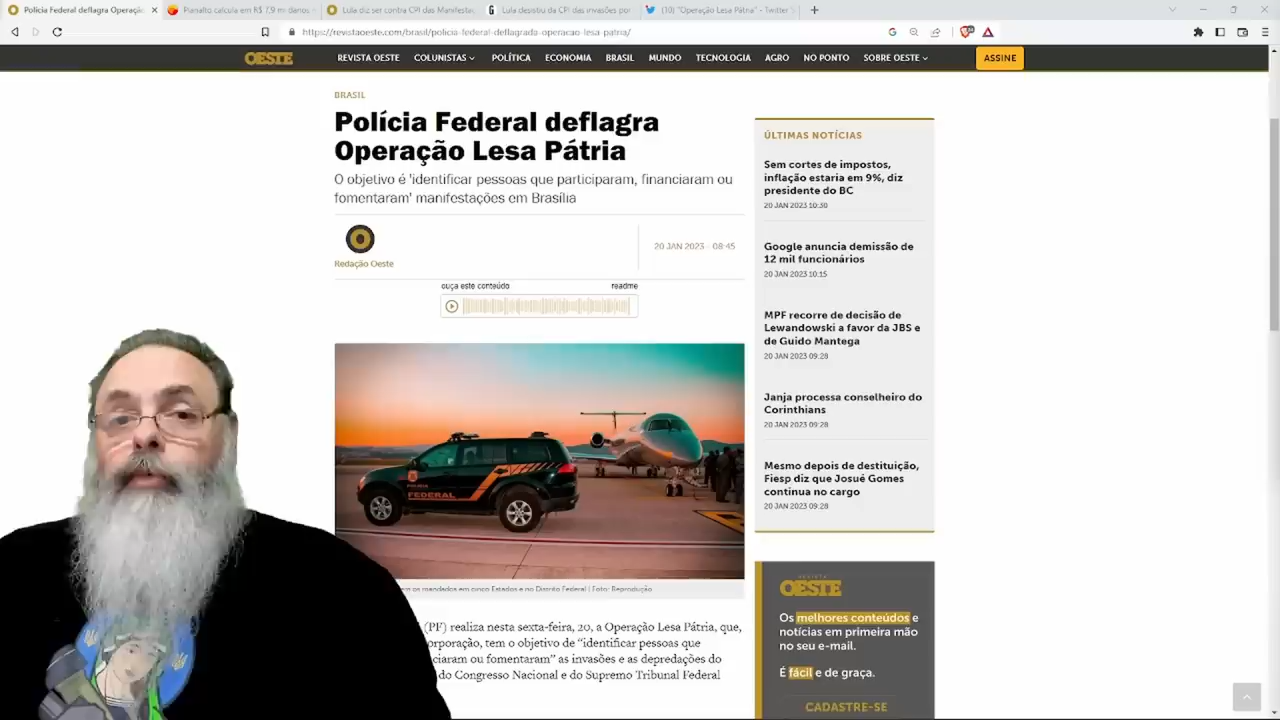 Polícia Federal deflagra Operaçã
Planalto calcula em R$ 7,9 mi danos
Lula diz ser contra CPI das Manifesta
Lula desistiu da CPI das invasões por
(10) "Operação Lesa Pátria" - Twitter
https://revistaoeste.com/brasil/policia-federal-deflagrada-operacao-lesa-patria/
OESTE
REVISTA OESTE COLUNISTAS POLÍTICA ECONOMIA BRASIL MUNDO TECNOLOGIA AGRO NO PONTO SOBRE OESTE
ASSINE
BRASIL
Polícia Federal deflagra
Operação Lesa Pátria
O objetivo é 'identificar pessoas que participaram, financiaram ou
fomentaram' manifestações em Brasília
Redação Oeste
20 JAN 2023 - 08:45
ouça este conteúdo
readme
POLICIA
FEDERAL
em os mandados em cinco Estados e no Distrito Federal | Foto: Reprodução
(PF) realiza nesta sexta-feira, 20, a Operação Lesa Pátria, que,
orporação, tem o objetivo de “identificar pessoas que
nciaram ou fomentaram” as invasões e as depredações do
do Congresso Nacional e do Supremo Tribunal Federal
ÚLTIMAS NOTÍCIAS
Sem cortes de impostos,
inflação estaria em 9%, diz
presidente do BC
20 JAN 2023 10:30
Google anuncia demissão de
12 mil funcionários
20 JAN 2023 10:15
MPF recorre de decisão de
Lewandowski a favor da JBS e
de Guido Mantega
20 JAN 2023 09:28
Janja processa conselheiro do
Corinthians
20 JAN 2023 09:28
Mesmo depois de destituição,
Fiesp diz que Josué Gomes
continua no cargo
20 JAN 2023 09:28
REVISTA
OESTE
Os melhores conteúdos e
notícias em primeira mão
no seu e-mail.
É fácil e de graça.
CADASTRE-SE